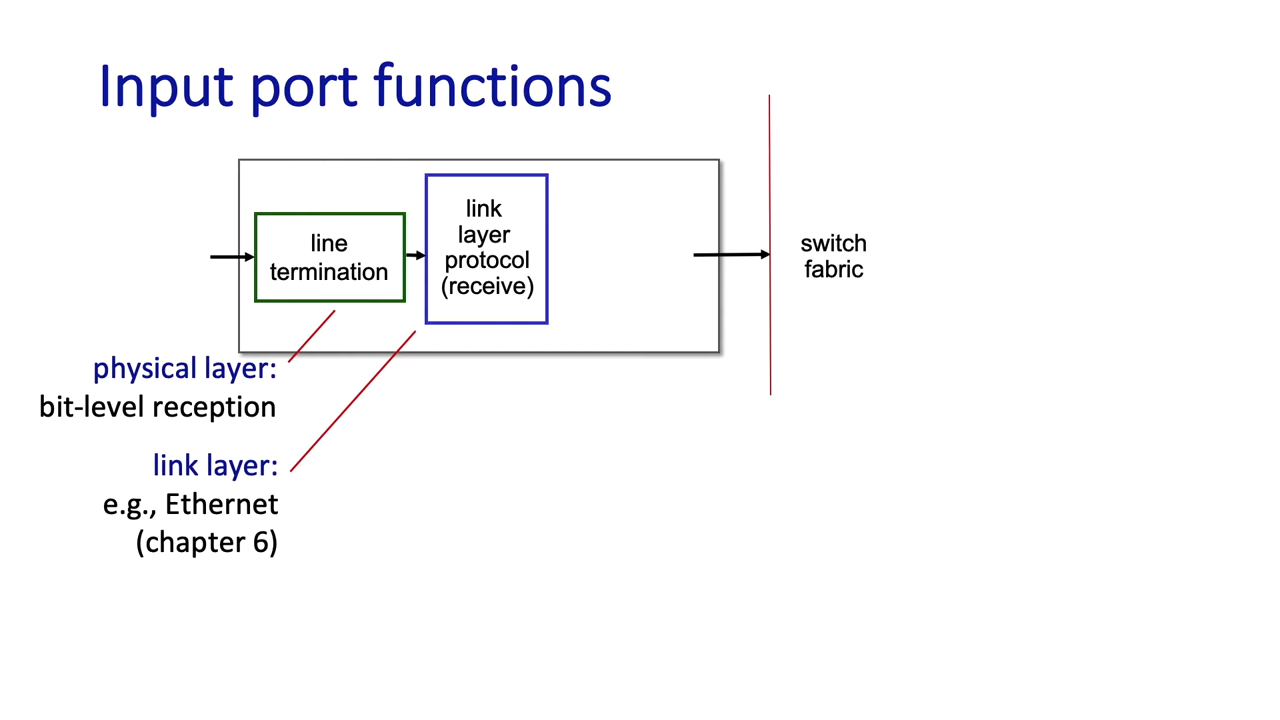 Input port functions
line
termination
link
layer
protocol
(receive)
switch
fabric
physical layer:
bit-level reception
link layer:
e.g., Ethernet
(chapter 6)